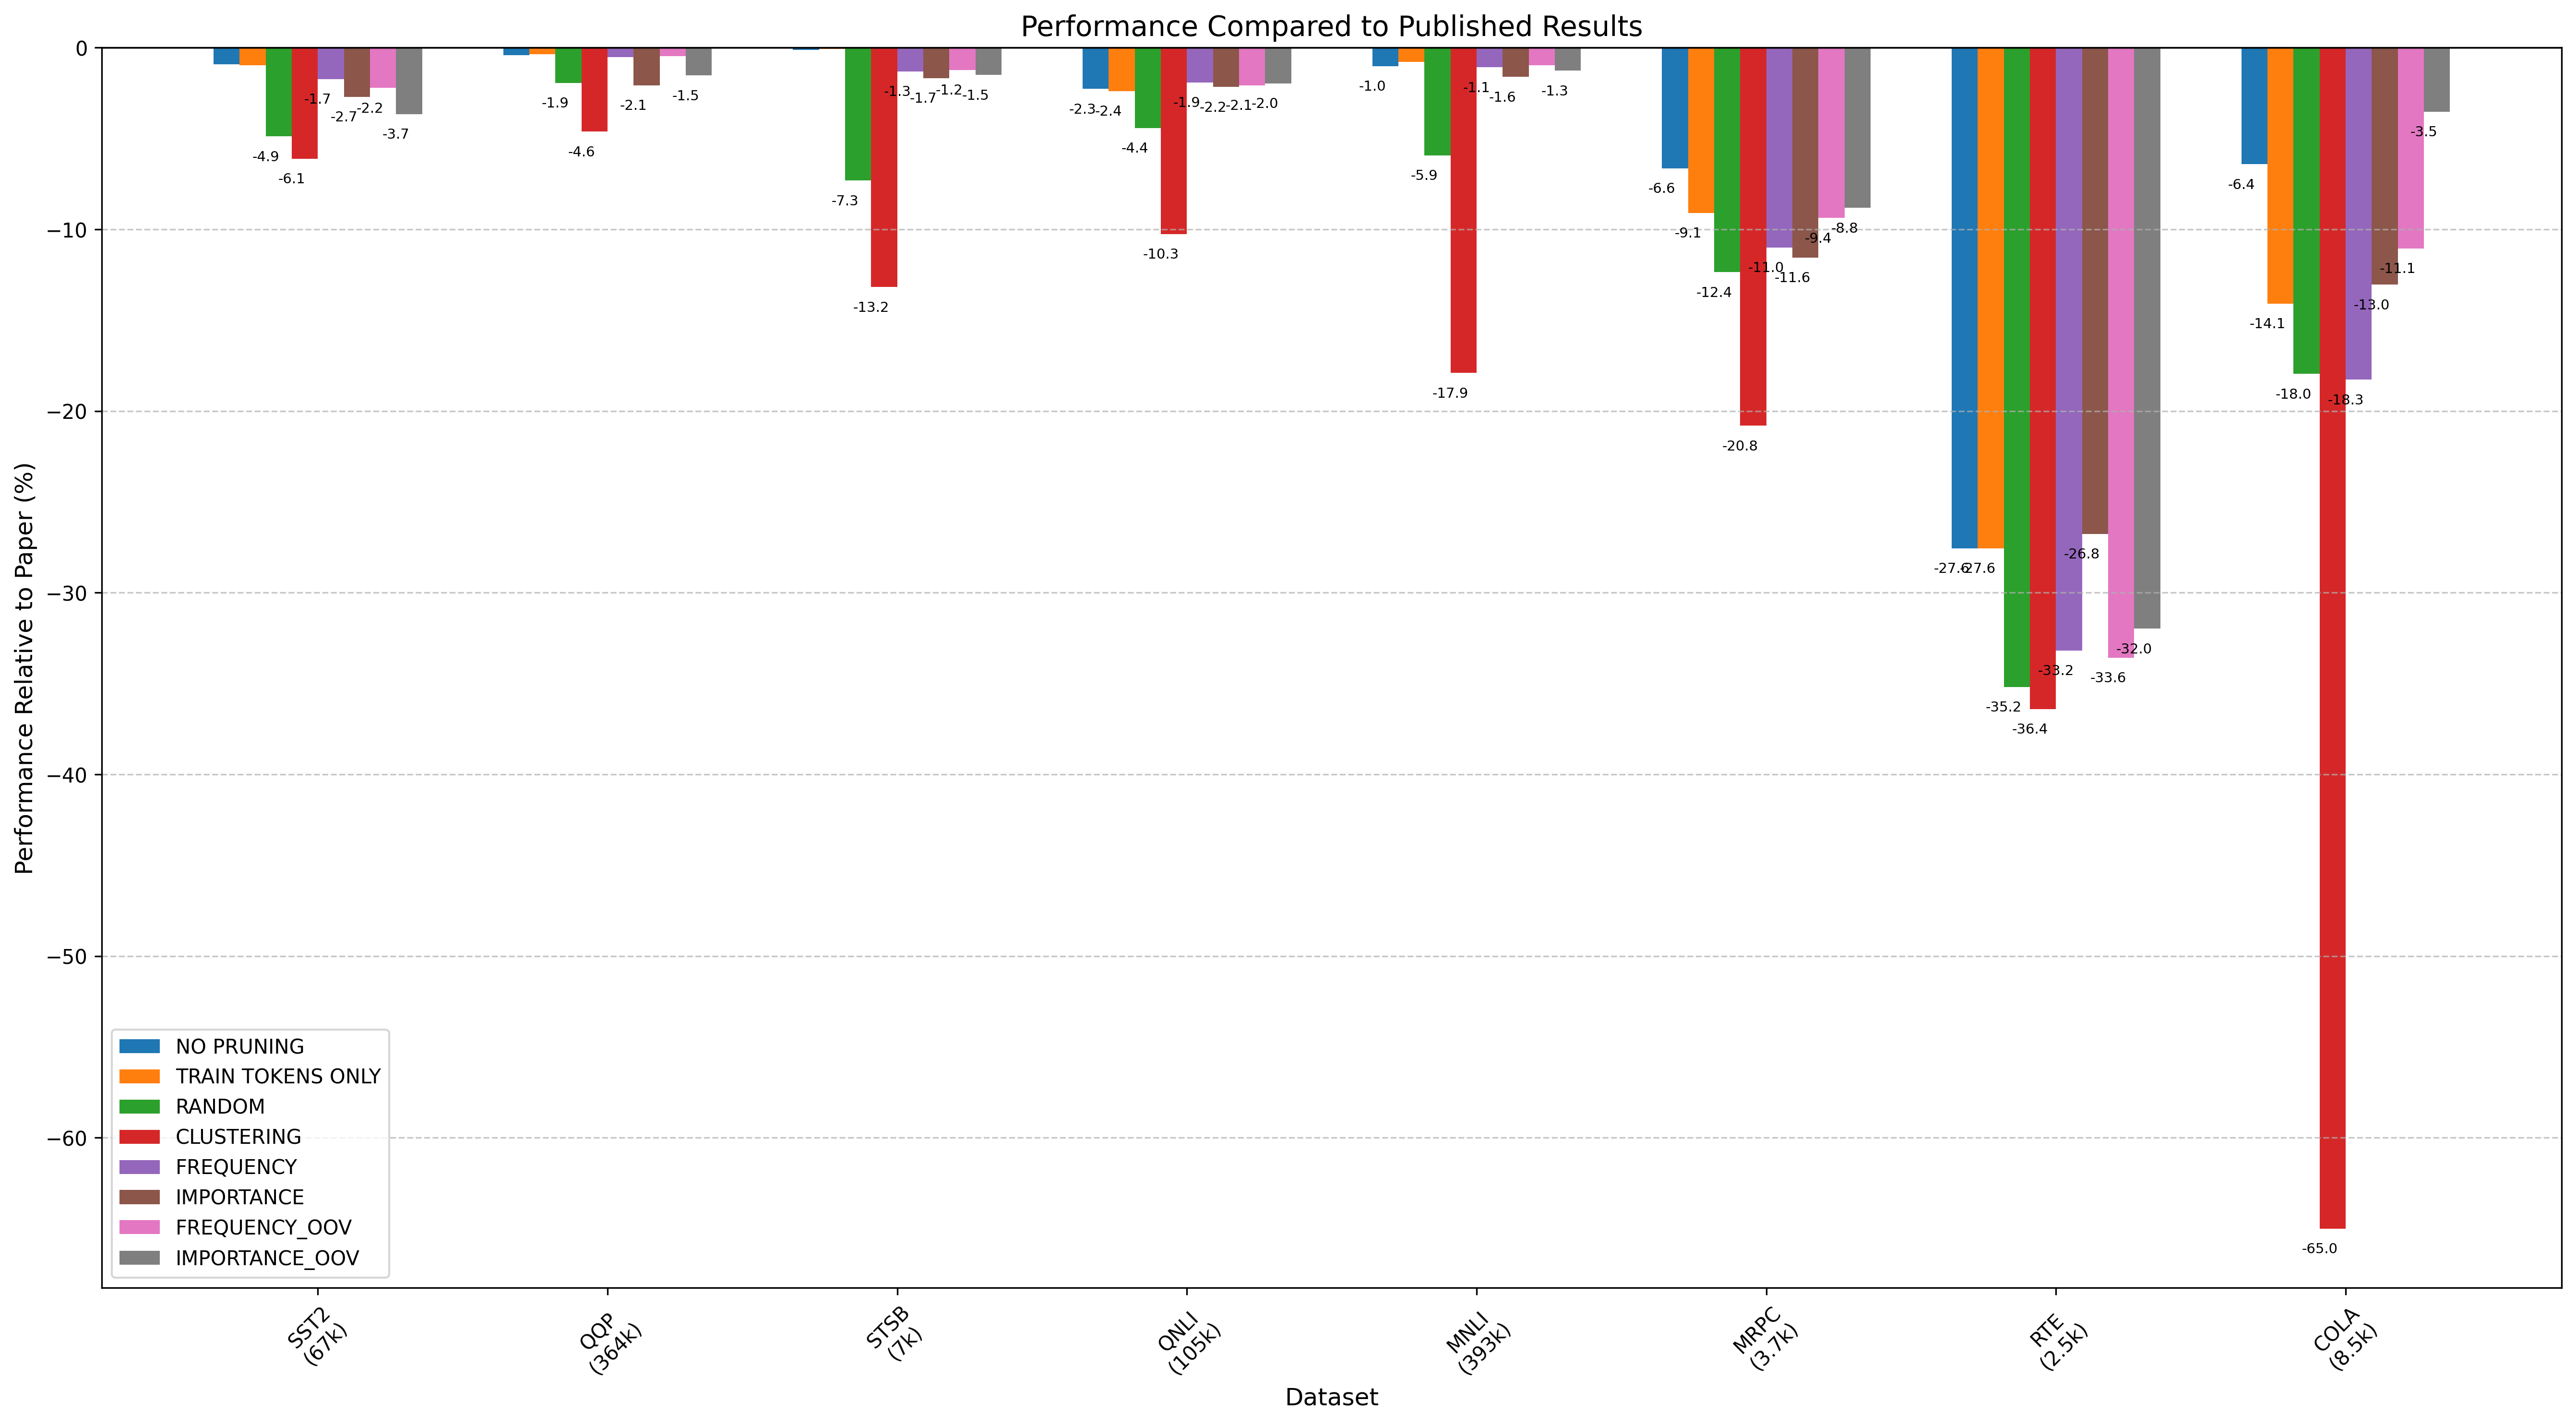 Performance Compared to Published Results
Performance Relative to Paper (%)
0
−10
−20
−30
−40
−50
−60
-4.9
-6.1
-1.7
-2.7
-2.2
-3.7
-1.9
-4.6
-2.1
-1.5
-7.3
-13.2
-1.3
-1.7
-1.2
-1.5
-2.3
-2.4
-4.4
-10.3
-1.9
-2.2
-2.1
-2.0
-1.0
-5.9
-17.9
-1.1
-1.6
-1.3
-6.6
-9.1
-12.4
-20.8
-11.0
-11.6
-9.4
-8.8
-27.6
-27.6
-35.2
-36.4
-33.2
-26.8
-33.6
-32.0
-6.4
-14.1
-18.0
-65.0
-18.3
-13.0
-11.1
-3.5
NO PRUNING
TRAIN TOKENS ONLY
RANDOM
CLUSTERING
FREQUENCY
IMPORTANCE
FREQUENCY_OOV
IMPORTANCE_OOV
SST2
(67k)
QQP
(364k)
STSB
(7k)
QNLI
(105k)
MNLI
(393k)
MRPC
(3.7k)
RTE
(2.5k)
COLA
(8.5k)
Dataset